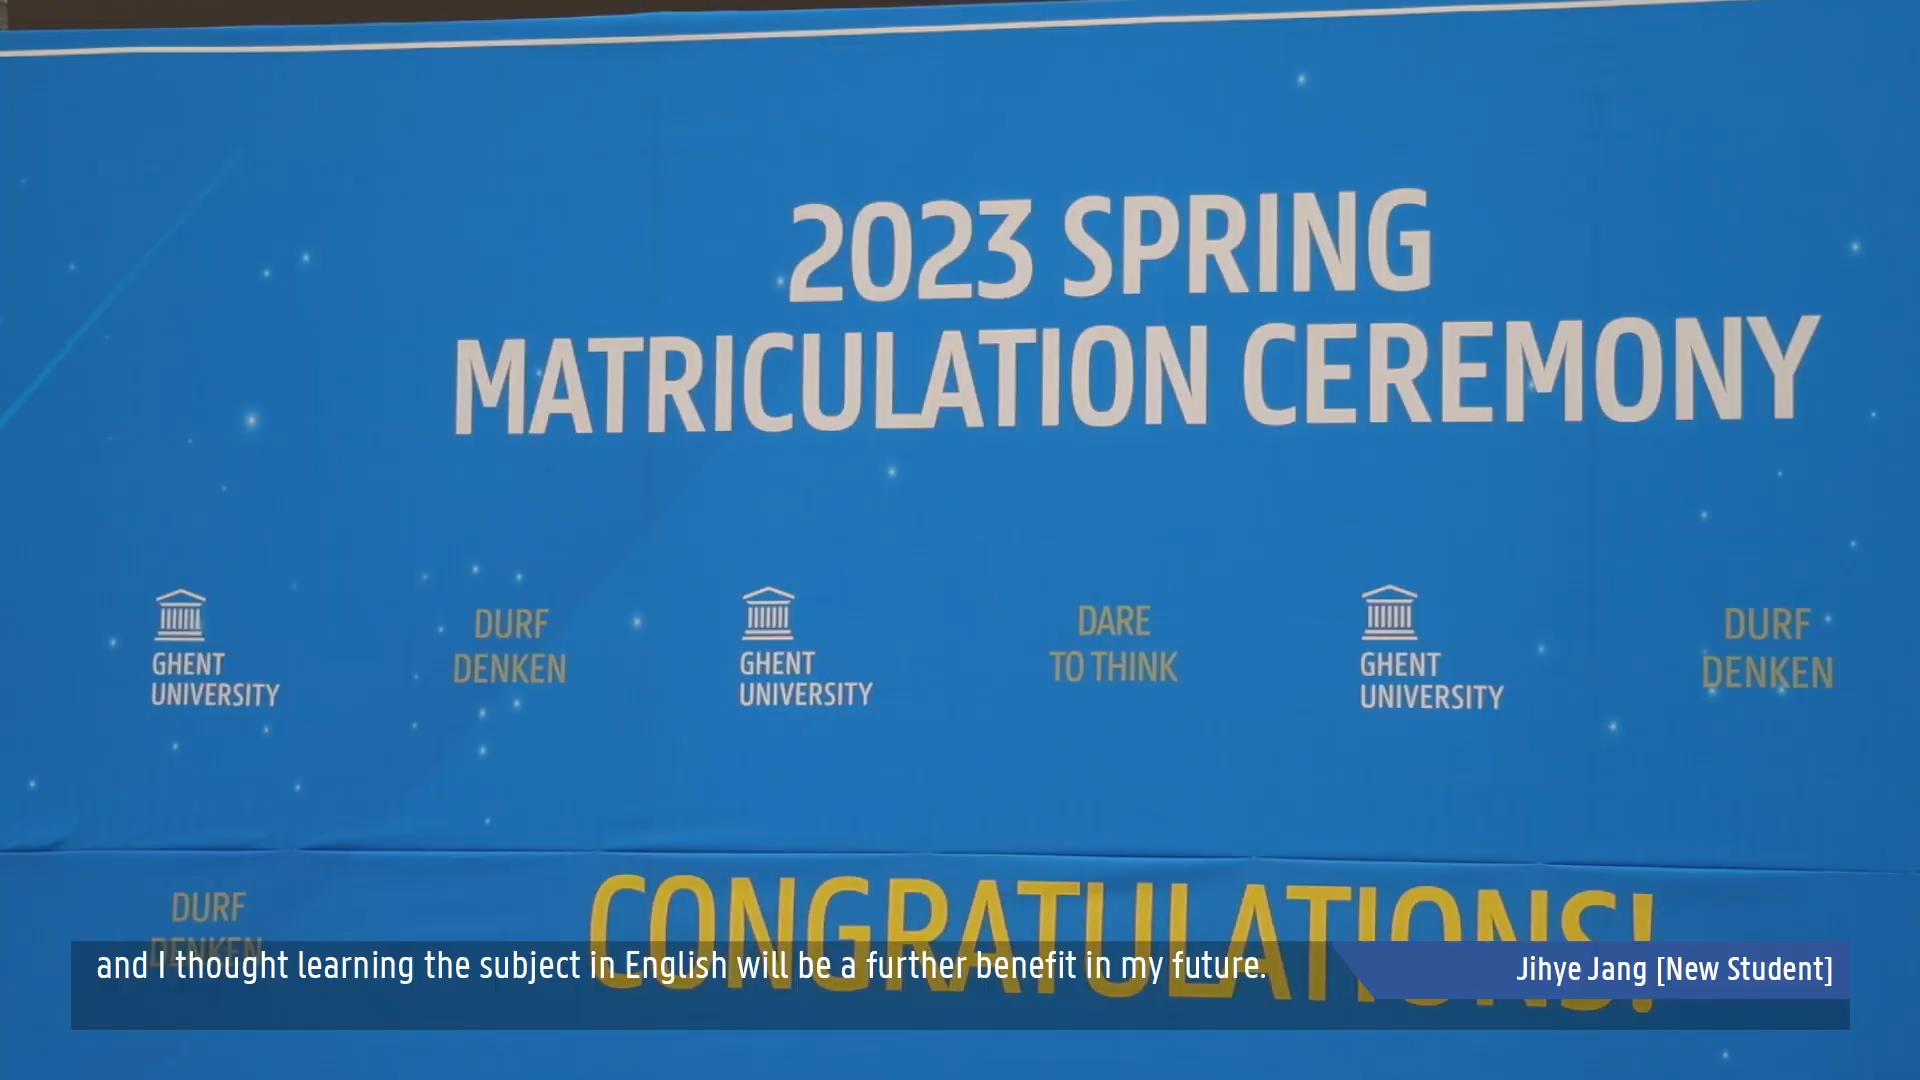 2023 SPRING
MATRICULATION CEREMONY
GHENT
UNIVERSITY
DURF
DENKEN
GHENT
UNIVERSITY
DARE
TO THINK
GHENT
UNIVERSITY
DURF
DENKEN
DURF
DENKEN
CONGRATULATIONS!
and I thought learning the subject in English will be a further benefit in my future.
Jihye Jang [New Student]